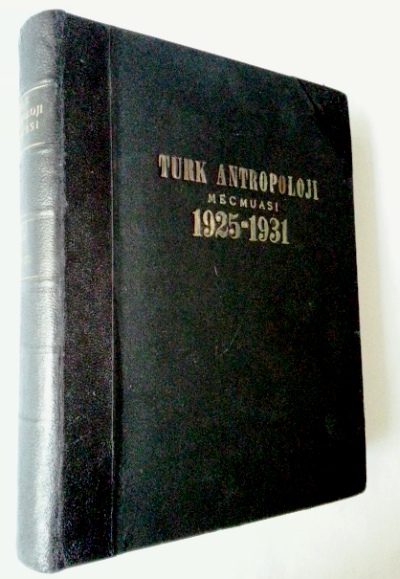 TURK ANTROPOLOJI
MECMUASI
1925-1931